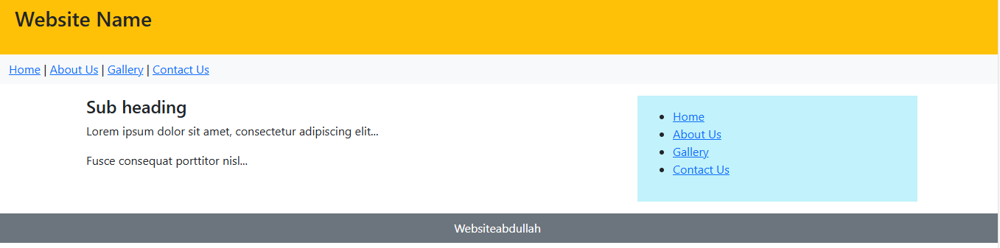 Website Name
Home | About Us | Gallery | Contact Us
Sub heading
Lorem ipsum dolor sit amet, consectetur adipiscing elit...
Fusce consequat porttitor nisl...
Home
About Us
Gallery
Contact Us
Websiteabdullah